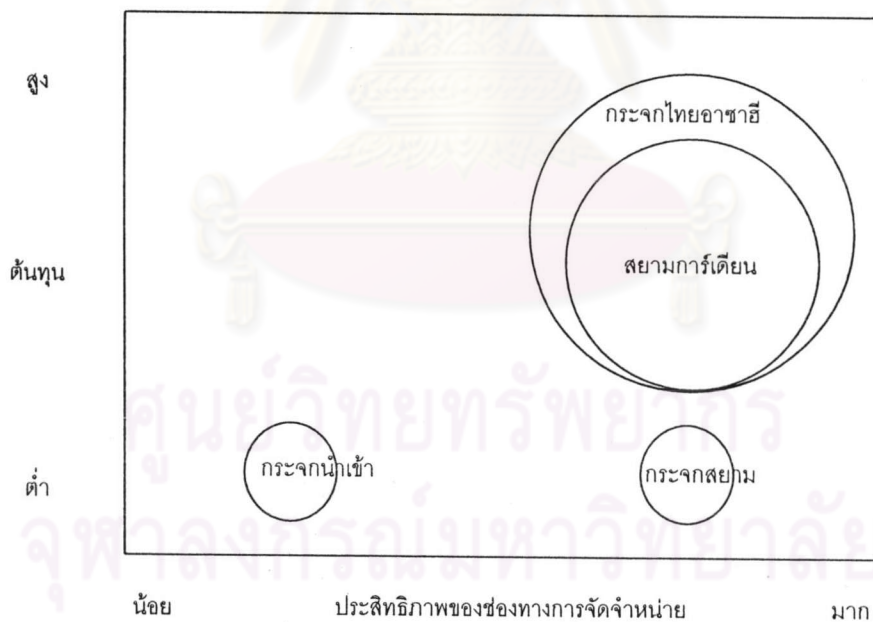 สูง
กระจกไทยอาซาฮี
สยามการ์เดียน
ต้นทุน
ศูนย์วิทยทรัพยากร
กระจกนำเข้า
กระจกสยาม
ต่ำ
จุฬาลงกรณ์มหาวิทยาลัย
น้อย ประสิทธิภาพของช่องทางการจัดจำหน่าย มาก